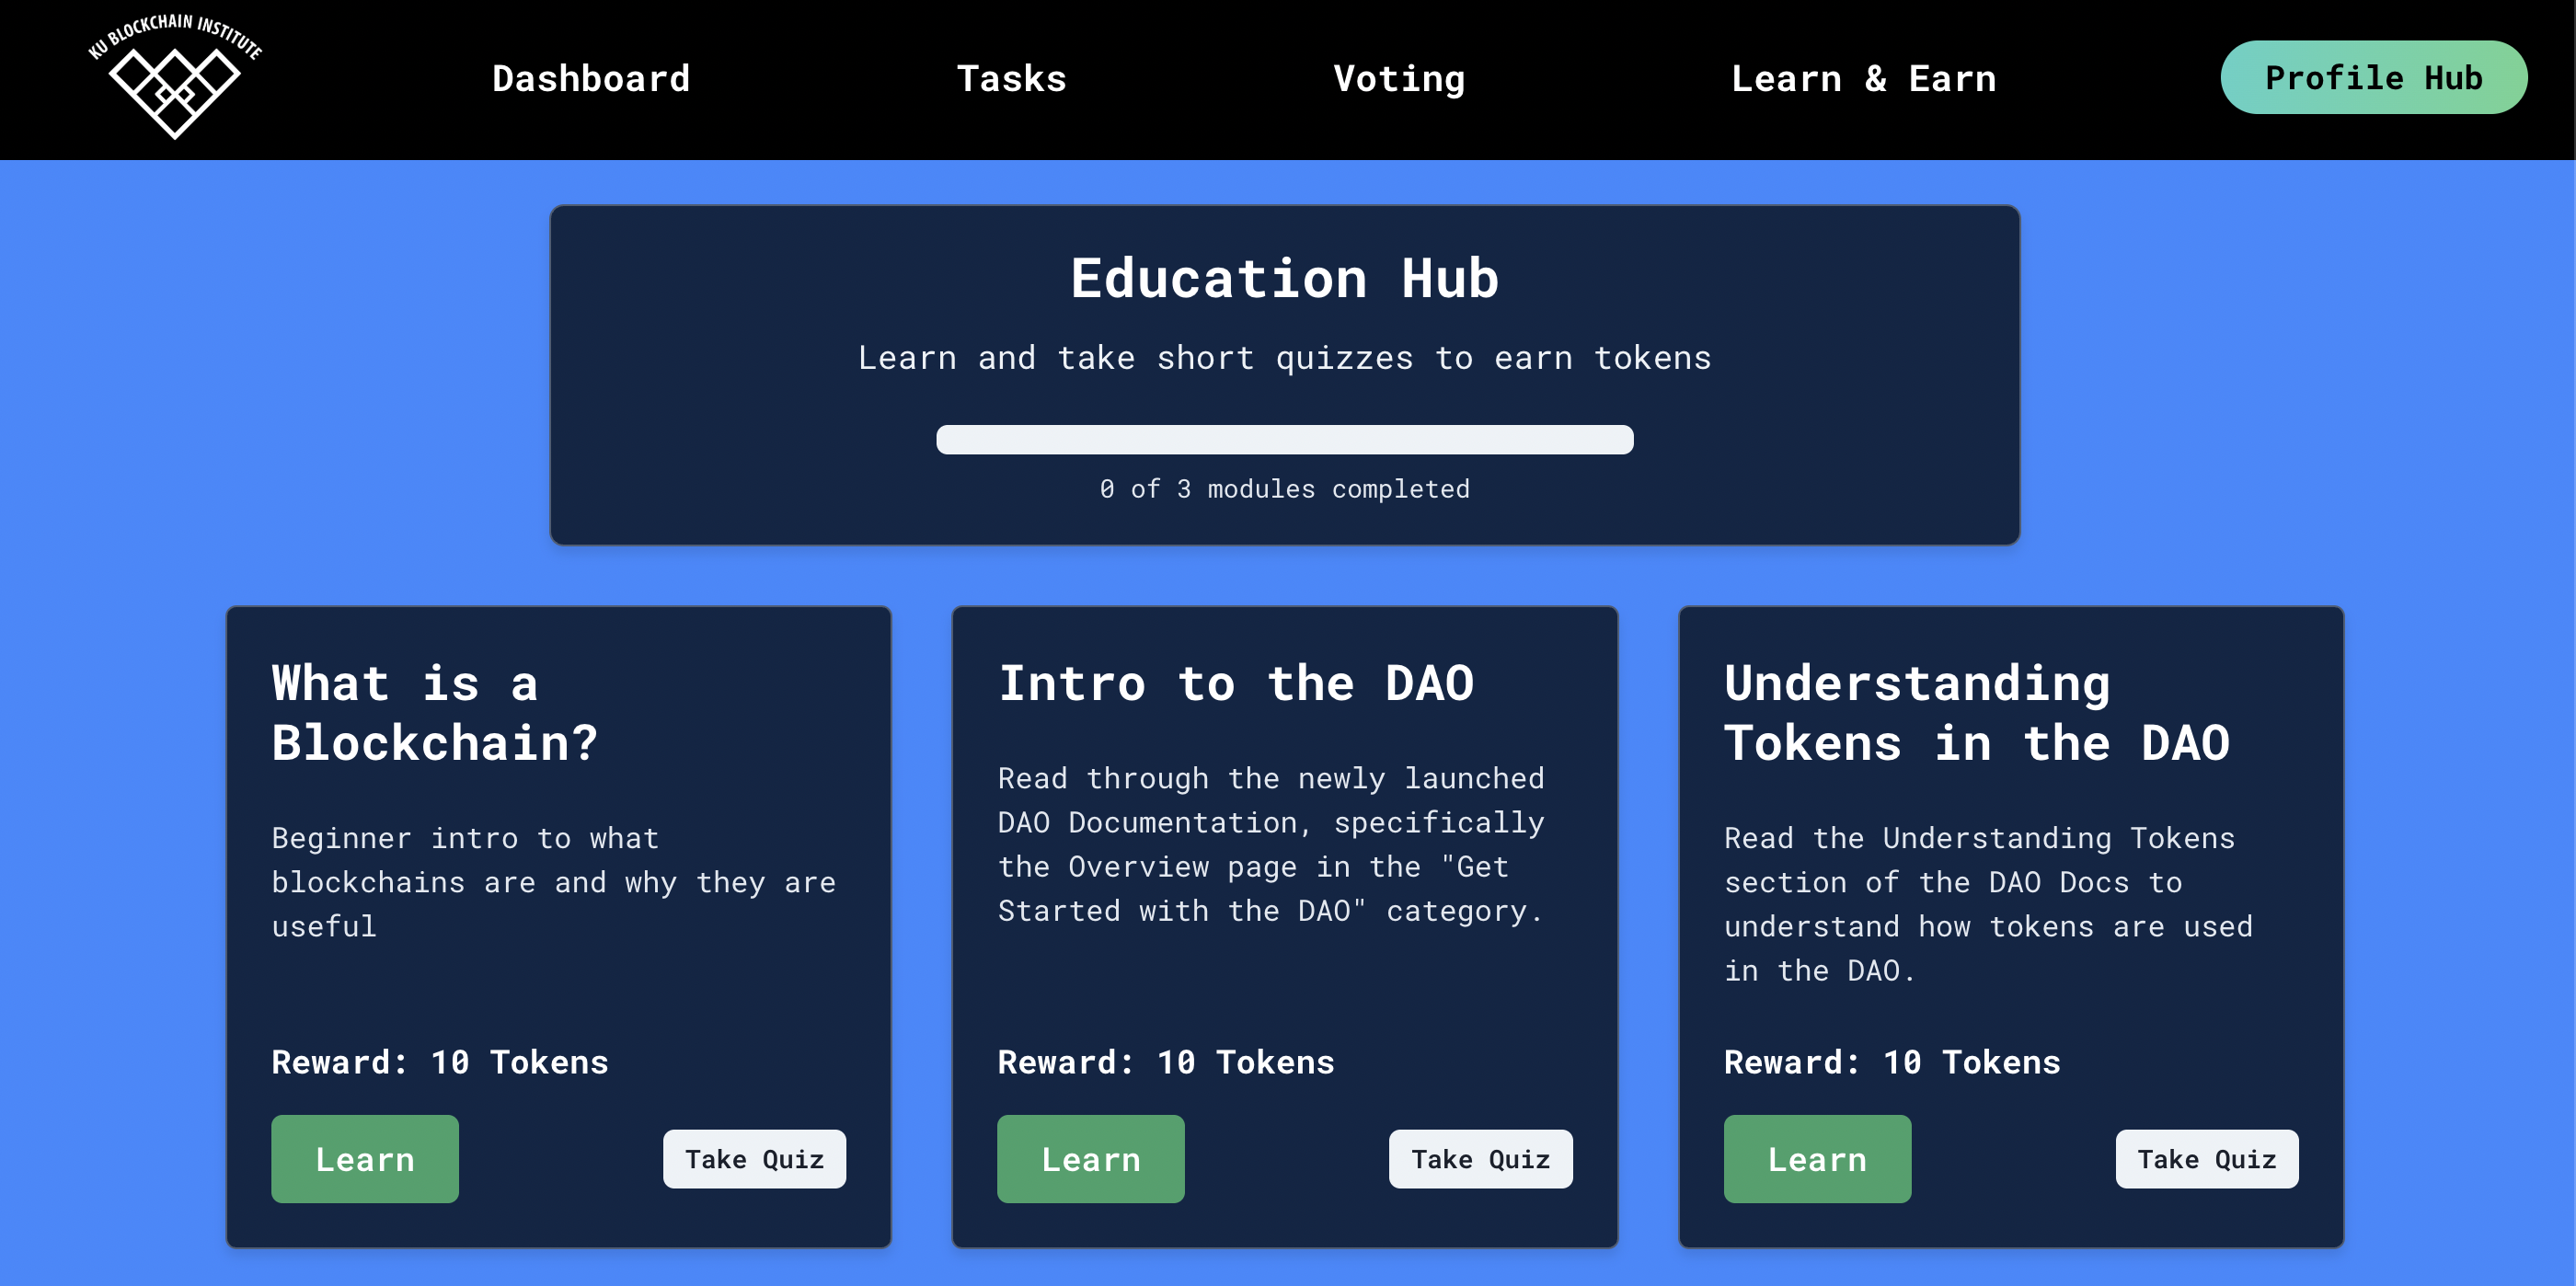 KU BLOCKCHAIN INSTITUTE
Dashboard
Tasks
Voting
Learn & Earn
Profile Hub
Education Hub
Learn and take short quizzes to earn tokens
0 of 3 modules completed
What is a
Blockchain?
Beginner intro to what
blockchains are and why they are
useful
Reward: 10 Tokens
Learn
Take Quiz
Intro to the DAO
Read through the newly launched
DAO Documentation, specifically
the Overview page in the "Get
Started with the DAO" category.
Reward: 10 Tokens
Learn
Take Quiz
Understanding
Tokens in the DAO
Read the Understanding Tokens
section of the DAO Docs to
understand how tokens are used
in the DAO.
Reward: 10 Tokens
Learn
Take Quiz